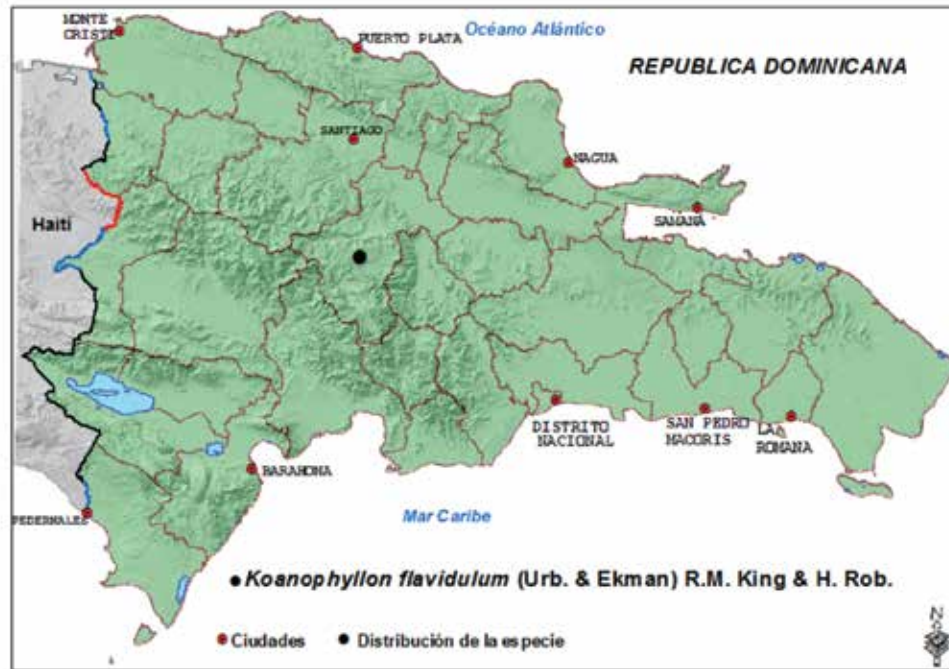 MONTE
CRISTI
PUERTO PLATA
Océano Atlántico
REPUBLICA DOMINICANA
SANTIAGO
NAGUA
SAMANÁ
Haití
DISTRITO
NACIONAL
SAN PEDRO
MACORIS
LA
ROMANA
BARAHONA
PEDERNALES
Mar Caribe
Koanophyllon flavidulum (Urb. & Ekman) R.M. King & H. Rob.
Ciudades
Distribución de la especie